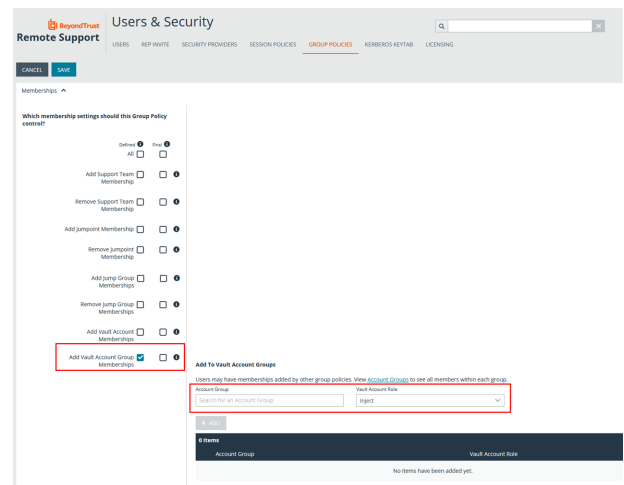 BeyondTrust
Remote Support
Users & Security
USERS REP INVITE SECURITY PROVIDERS SESSION POLICIES GROUP POLICIES KERBEROS KEYTAB LICENSING
CANCEL SAVE
Memberships
Which membership settings should this Group Policy
control?
Defined Final
All
Add Support Team
Membership
Remove Support Team
Membership
Add Jumpoint Membership
Remove Jumpoint
Membership
Add Jump Group
Memberships
Remove Jump Group
Memberships
Add Vault Account
Memberships
Add Vault Account Group
Memberships
Add To Vault Account Groups
Users may have memberships added by other group policies. View Account Groups to see all members within each group.
Account Group Vault Account Role
Search for an Account Group Inject
+ ADD
0 Items
Account Group Vault Account Role
No items have been added yet.